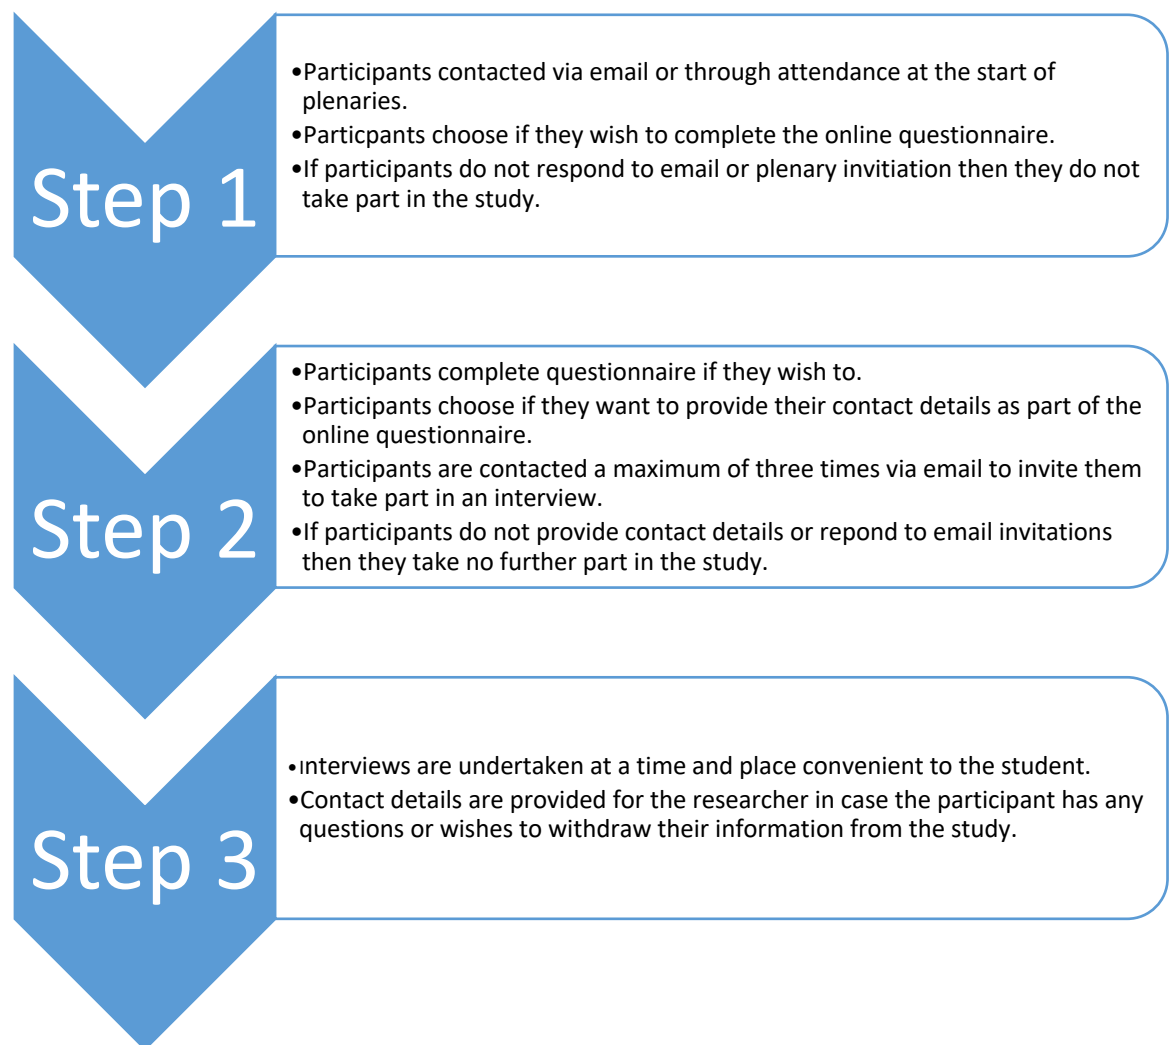 Step 1
•Participants contacted via email or through attendance at the start of
plenaries.
•Particpants choose if they wish to complete the online questionnaire.
•If participants do not respond to email or plenary invitiation then they do not
take part in the study.
Step 2
•Participants complete questionnaire if they wish to.
•Participants choose if they want to provide their contact details as part of the
online questionnaire.
•Participants are contacted a maximum of three times via email to invite them
to take part in an interview.
•If participants do not provide contact details or repond to email invitations
then they take no further part in the study.
Step 3
•Interviews are undertaken at a time and place convenient to the student.
•Contact details are provided for the researcher in case the participant has any
questions or wishes to withdraw their information from the study.